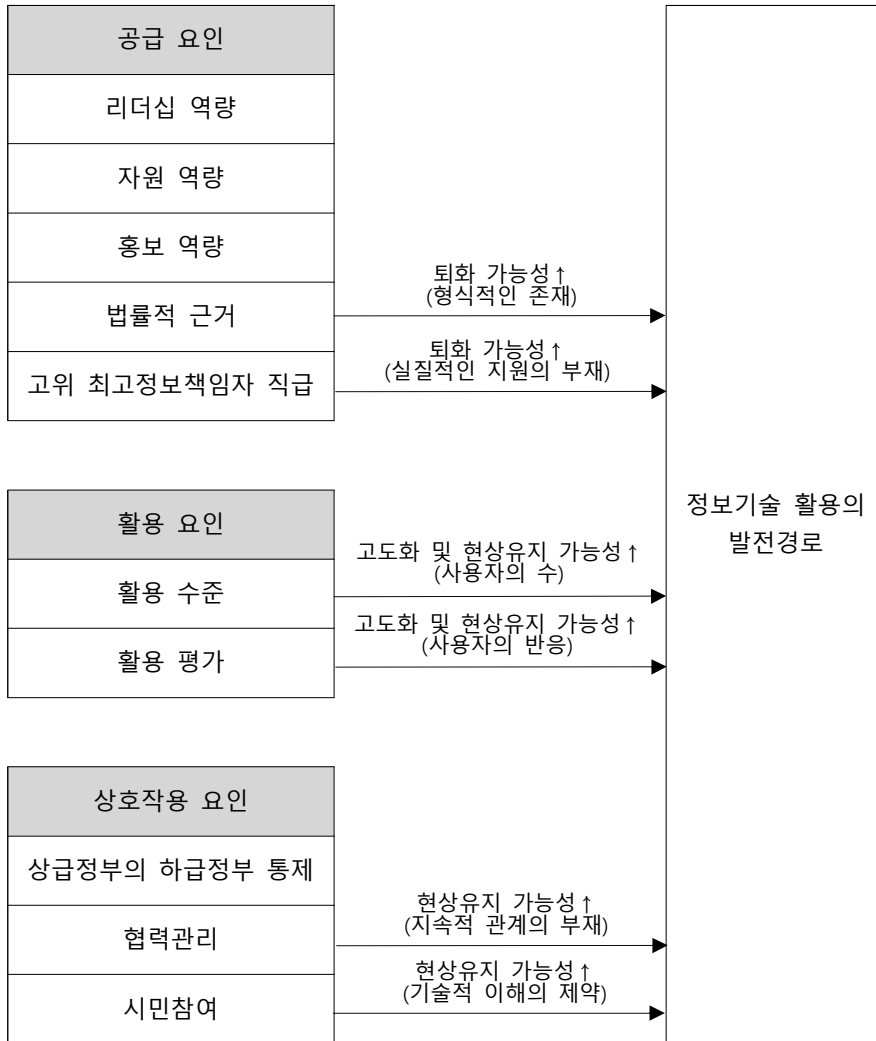 공급 요인
리더십 역량
자원 역량
홍보 역량
법률적 근거
퇴화 가능성↑
(형식적인 존재)
고위 최고정보책임자 직급
퇴화 가능성↑
(실질적인 지원의 부재)
활용 요인
활용 수준
고도화 및 현상유지 가능성↑
(사용자의 수)
활용 평가
고도화 및 현상유지 가능성↑
(사용자의 반응)
상호작용 요인
상급정부의 하급정부 통제
협력관리
현상유지 가능성↑
(지속적 관계의 부재)
시민참여
현상유지 가능성↑
(기술적 이해의 제약)
정보기술 활용의
발전경로